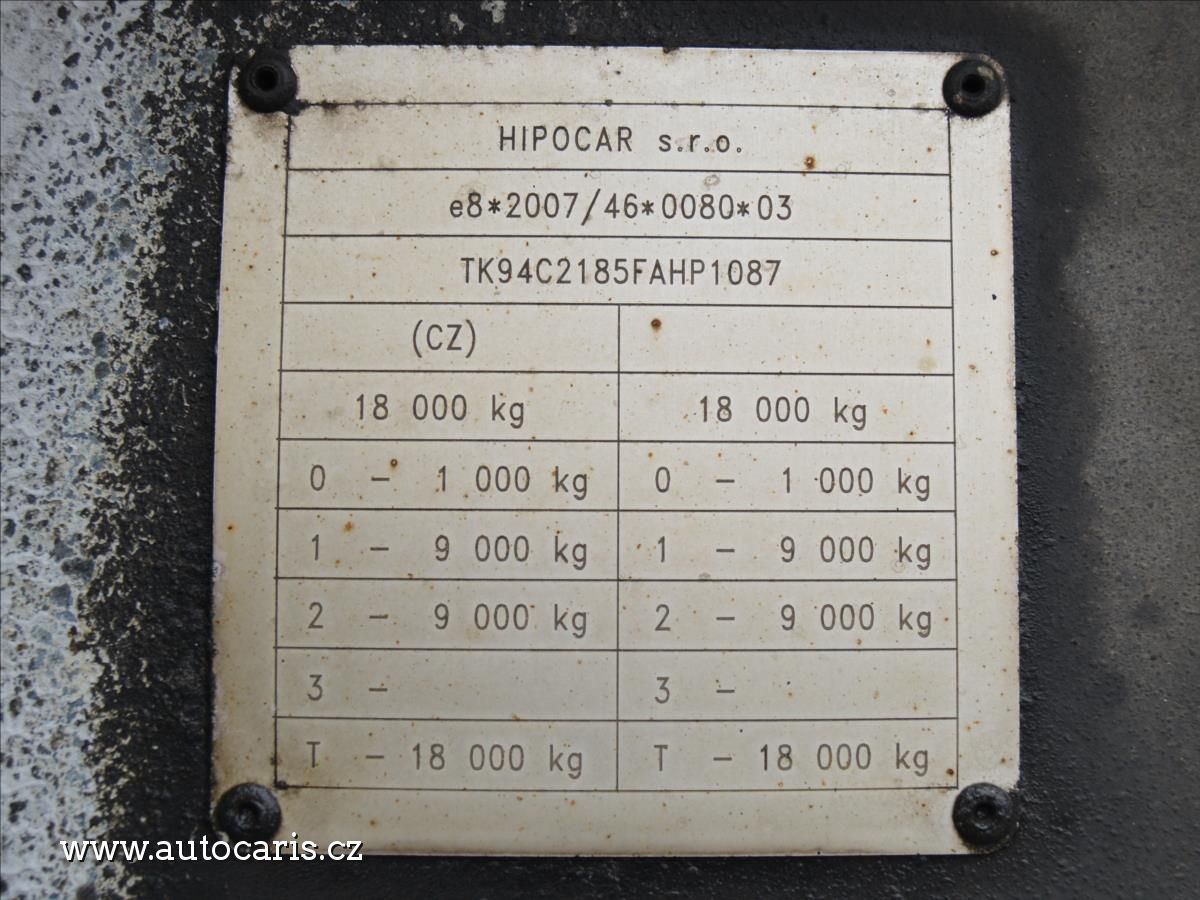 HIPOCAR s.r.o.
e8*2007/46*0080*03
TK94C2185FAHP1087
(CZ)
18 000 kg 18 000 kg
0 - 1 000 kg 0 - 1 000 kg
1 - 9 000 kg 1 - 9 000 kg
2 - 9 000 kg 2 - 9 000 kg
3 - 3 -
T - 18 000 kg T - 18 000 kg
www.autocaris.cz